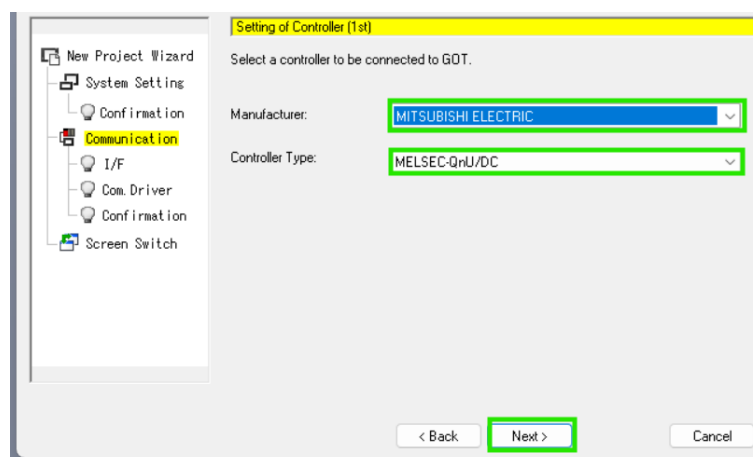 Setting of Controller (1st)
New Project Wizard
System Setting
Confirmation
Communication
I/F
Com. Driver
Confirmation
Screen Switch
Select a controller to be connected to GOT.
Manufacturer:
MITSUBISHI ELECTRIC
Controller Type:
MELSEC-QnU/DC
< Back
Next >
Cancel